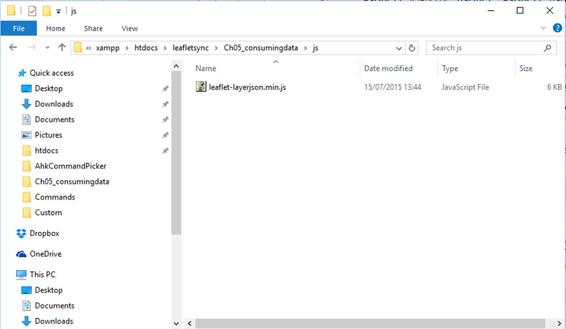 js
File Home Share View
« xampp > htdocs > leafletsync > Ch05_consumingdata > js
Search js
Name Date modified Type Size
Quick access
leaflet-layerjson.min.js 15/07/2015 13:44 JavaScript File 6 KB
Desktop
Downloads
Documents
Pictures
htdocs
AhkCommandPicker
Ch05_consumingdata
Commands
Custom
Dropbox
OneDrive
This PC
Desktop
Documents
Downloads